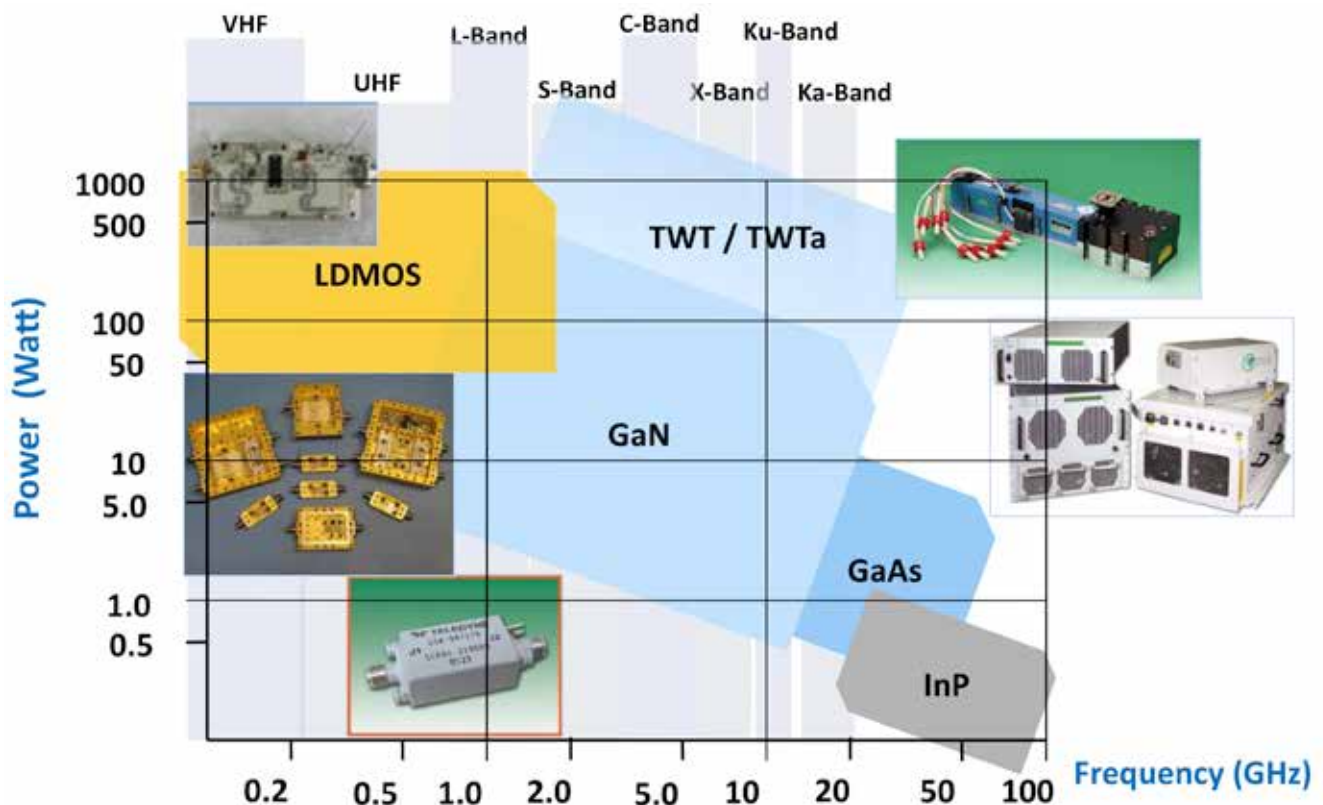 VHF
C-Band
Ku-Band
L-Band
UHF
S-Band
X-Band
Ka-Band
1000
500
TWT / TWTa
LDMOS
100
50
GaN
10
5.0
GaAs
1.0
0.5
InP
Power (Watt)
0.2
0.5
1.0
2.0
5.0
10
20
50
100
Frequency (GHz)